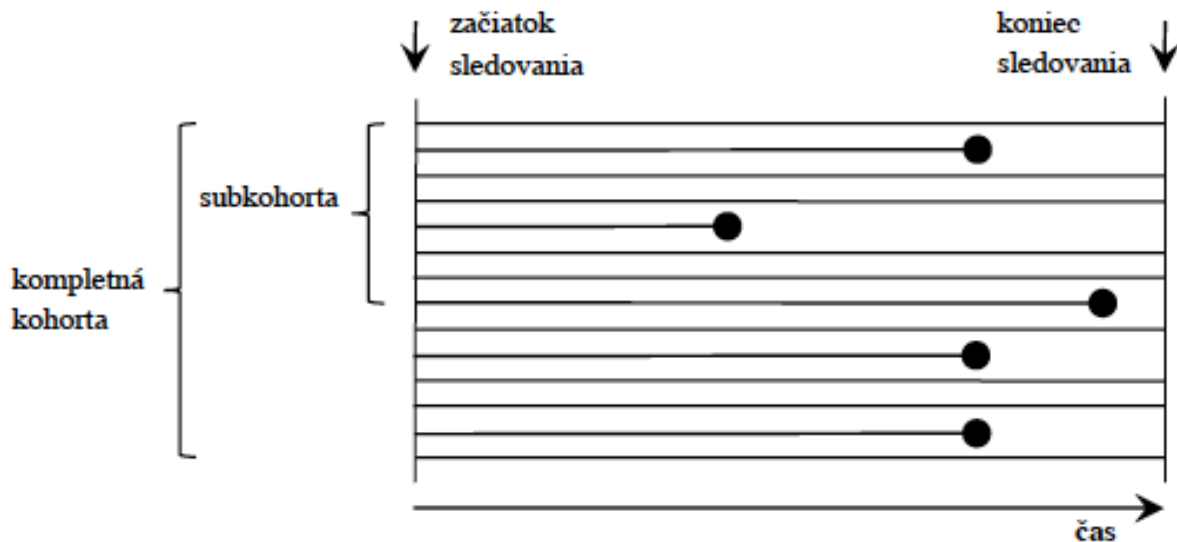 začiatok
sledovania
koniec
sledovania
subkohorta
kompletná
kohorta
čas